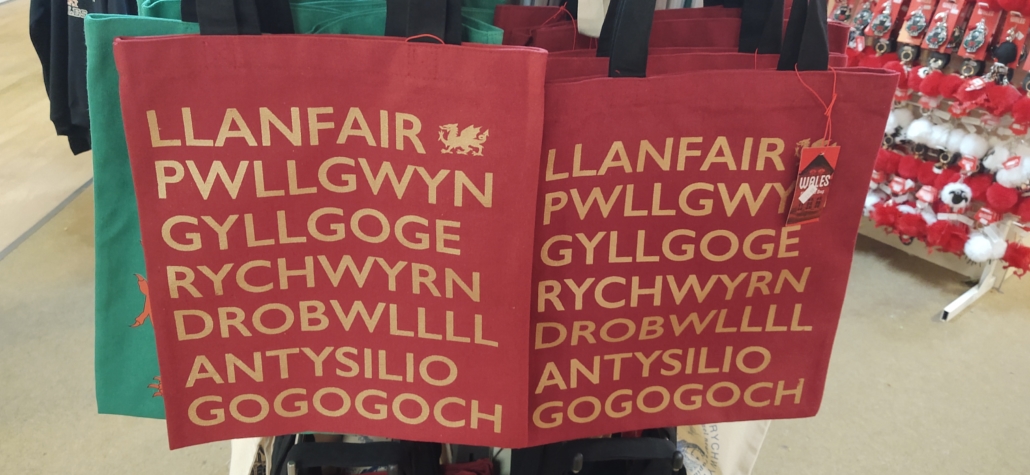 LLANFAIR
PWLLGWYN
GYLLGOGE
RYCHWYRN
DROBWLLLL
ANTYSILIO
GOGOGOCH
LLANFAIR
PWLLGWY
GYLLGOGE
RYCHWYRN
DROBWLLLL
ANTYSILIO
GOGOGOCH
WALES